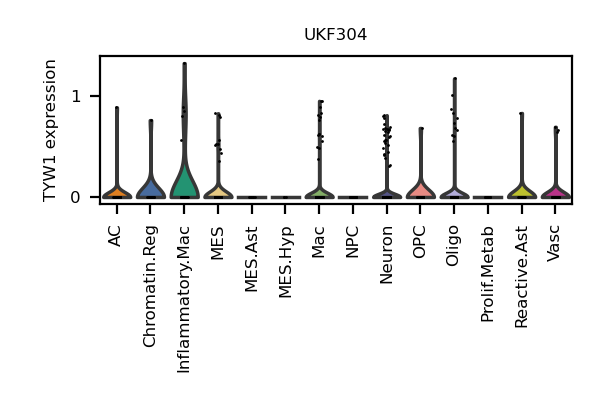 UKF304
TYW1 expression
1
0
AC
Chromatin.Reg
Inflammatory.Mac
MES
MES.Ast
MES.Hyp
Mac
NPC
Neuron
OPC
Oligo
Prolif.Metab
Reactive.Ast
Vasc